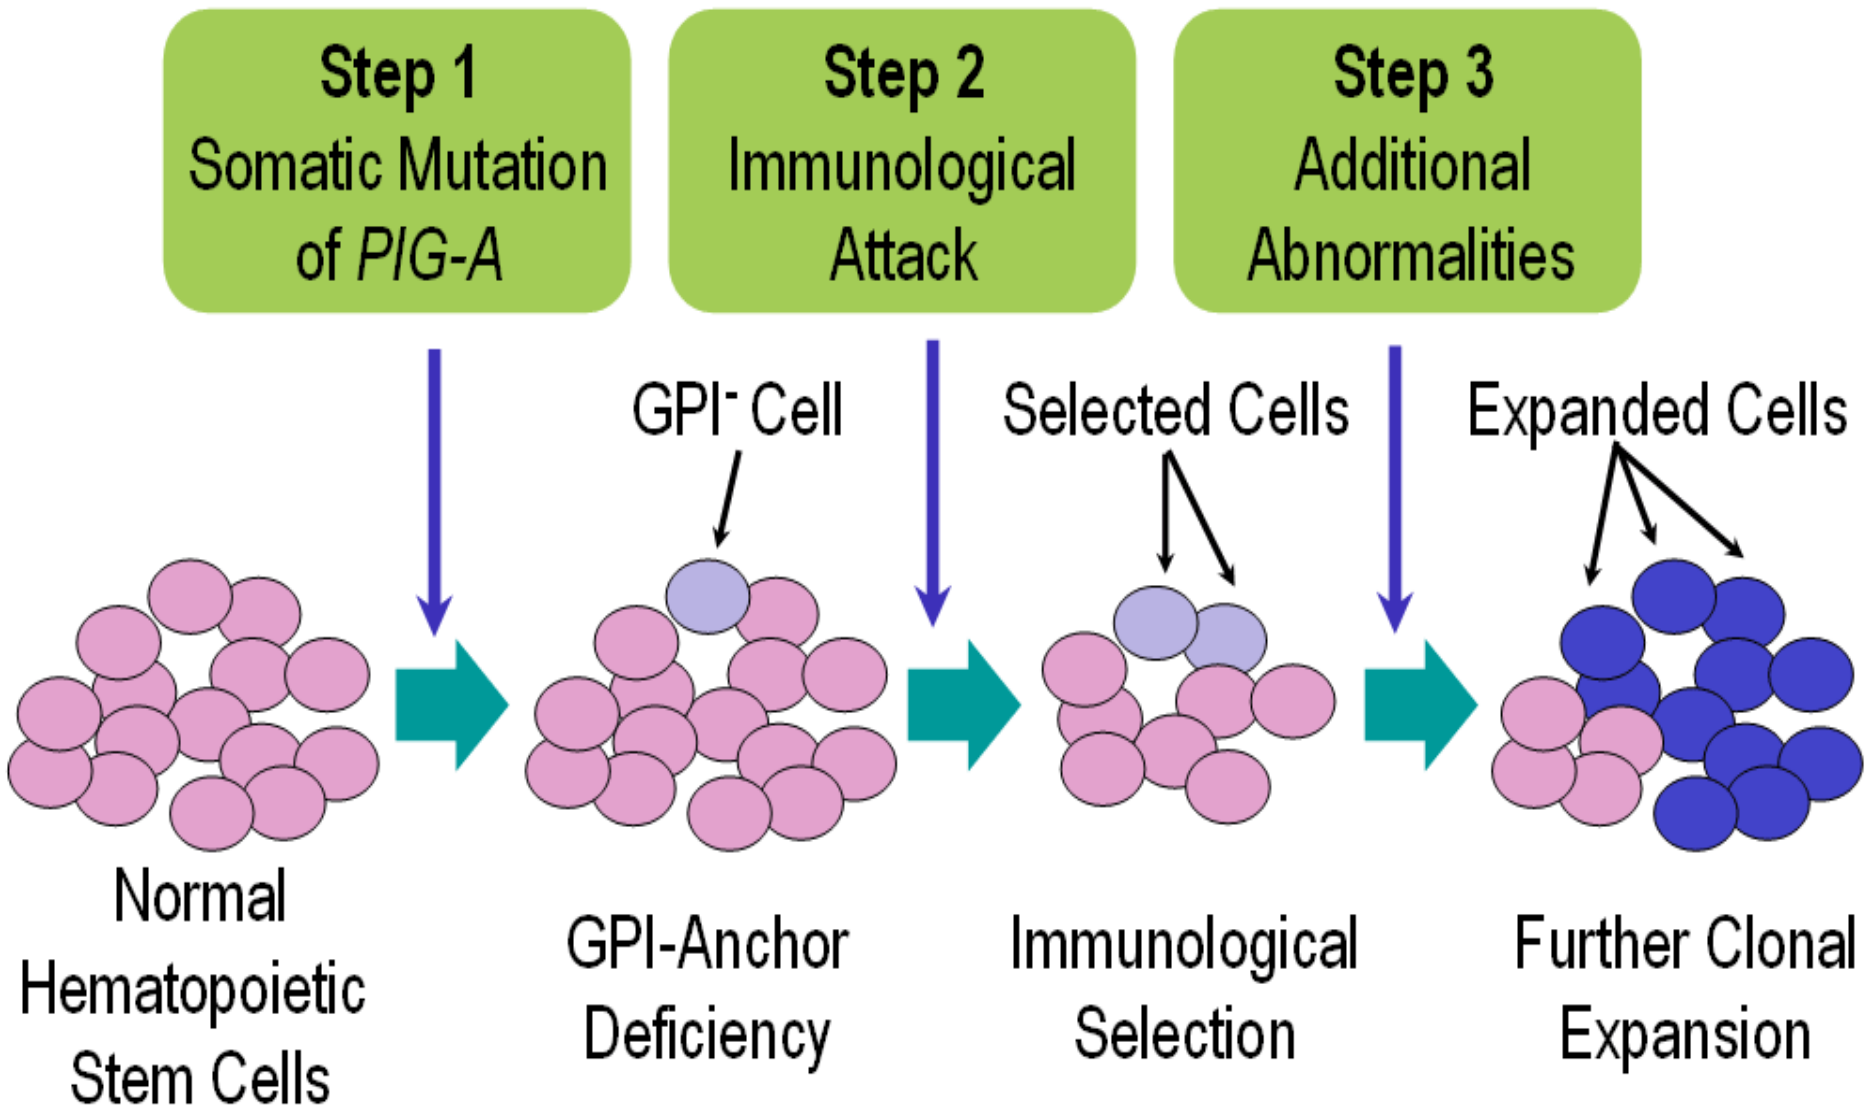 Step 1
Somatic Mutation
of PIG-A
Step 2
Immunological
Attack
Step 3
Additional
Abnormalities
GPI⁻ Cell
Selected Cells
Expanded Cells
Normal
Hematopoietic
Stem Cells
GPI-Anchor
Deficiency
Immunological
Selection
Further Clonal
Expansion